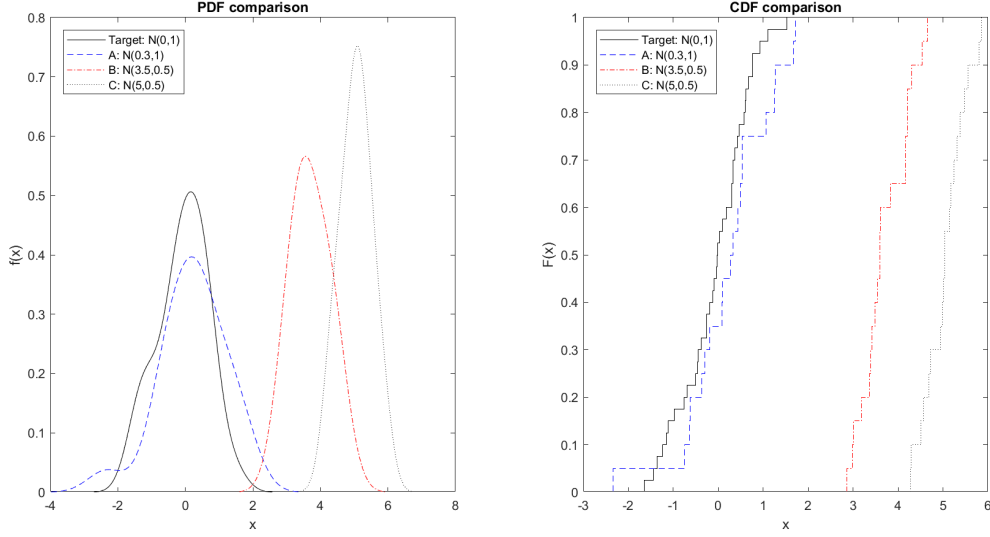 PDF comparison
0.8
0.7
0.6
0.5
0.4
0.3
0.2
0.1
0
f(x)
Target: N(0,1)
A: N(0.3,1)
B: N(3.5,0.5)
C: N(5,0.5)
-4 -2 0 2 4 6 8
x
CDF comparison
1
0.9
0.8
0.7
0.6
0.5
0.4
0.3
0.2
0.1
0
F(x)
Target: N(0,1)
A: N(0.3,1)
B: N(3.5,0.5)
C: N(5,0.5)
-3 -2 -1 0 1 2 3 4 5 6
x